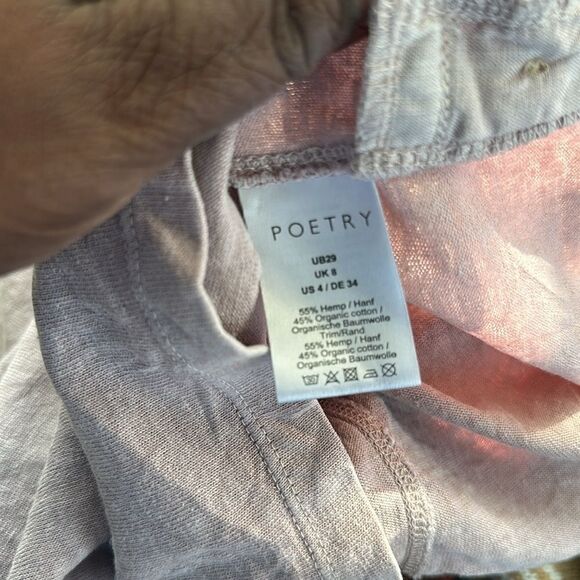 POETRY
UB29
UK 8
US 4 / DE 34
55% Hemp / Hanf
45% Organic cotton /
Organische Baumwolle
Trim/Rand
55% Hemp / Hanf
45% Organic cotton /
Organische Baumwolle
30